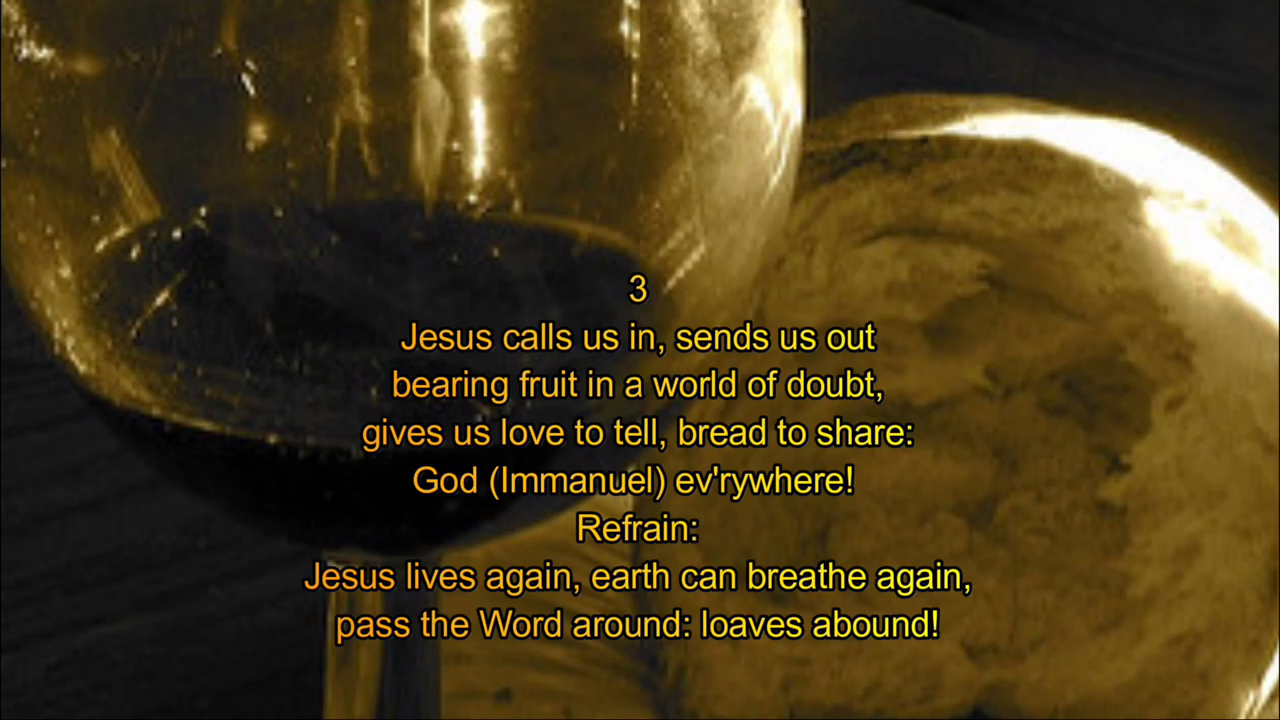 3
Jesus calls us in, sends us out
bearing fruit in a world of doubt,
gives us love to tell, bread to share:
God (Immanuel) ev'rywhere!
Refrain:
Jesus lives again, earth can breathe again,
pass the Word around: loaves abound!